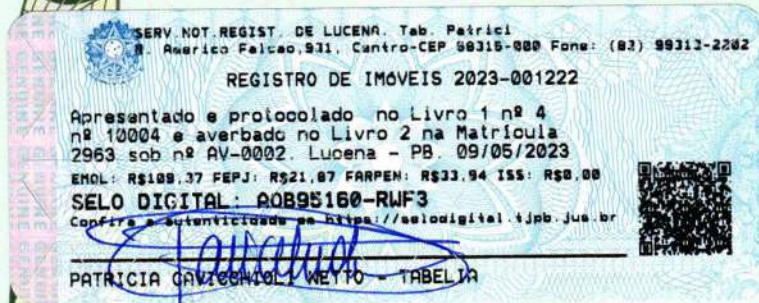 SERV.NOT.REGIST. DE LUCENA. Tab. Patrici
R. Americo Falcao,931, Centro-CEP 58315-000 Fone: (83) 99313-2202
REGISTRO DE IMÓVEIS 2023-001222
Apresentado e protocolado no Livro 1 nº 4
nº 10004 e averbado no Livro 2 na Matrícula
2963 sob nº AV-0002. Lucena - PB. 09/05/2023
EMOL: R$109,37 FEPJ: R$21,87 FARPEN: R$33,94 ISS: R$0,00
SELO DIGITAL: AOB95160-RWF3
Confira a autenticidade em https://selodigital.tjpb.jus.br
PATRICIA CAVICCHIOLI NETTO - TABELIÃ